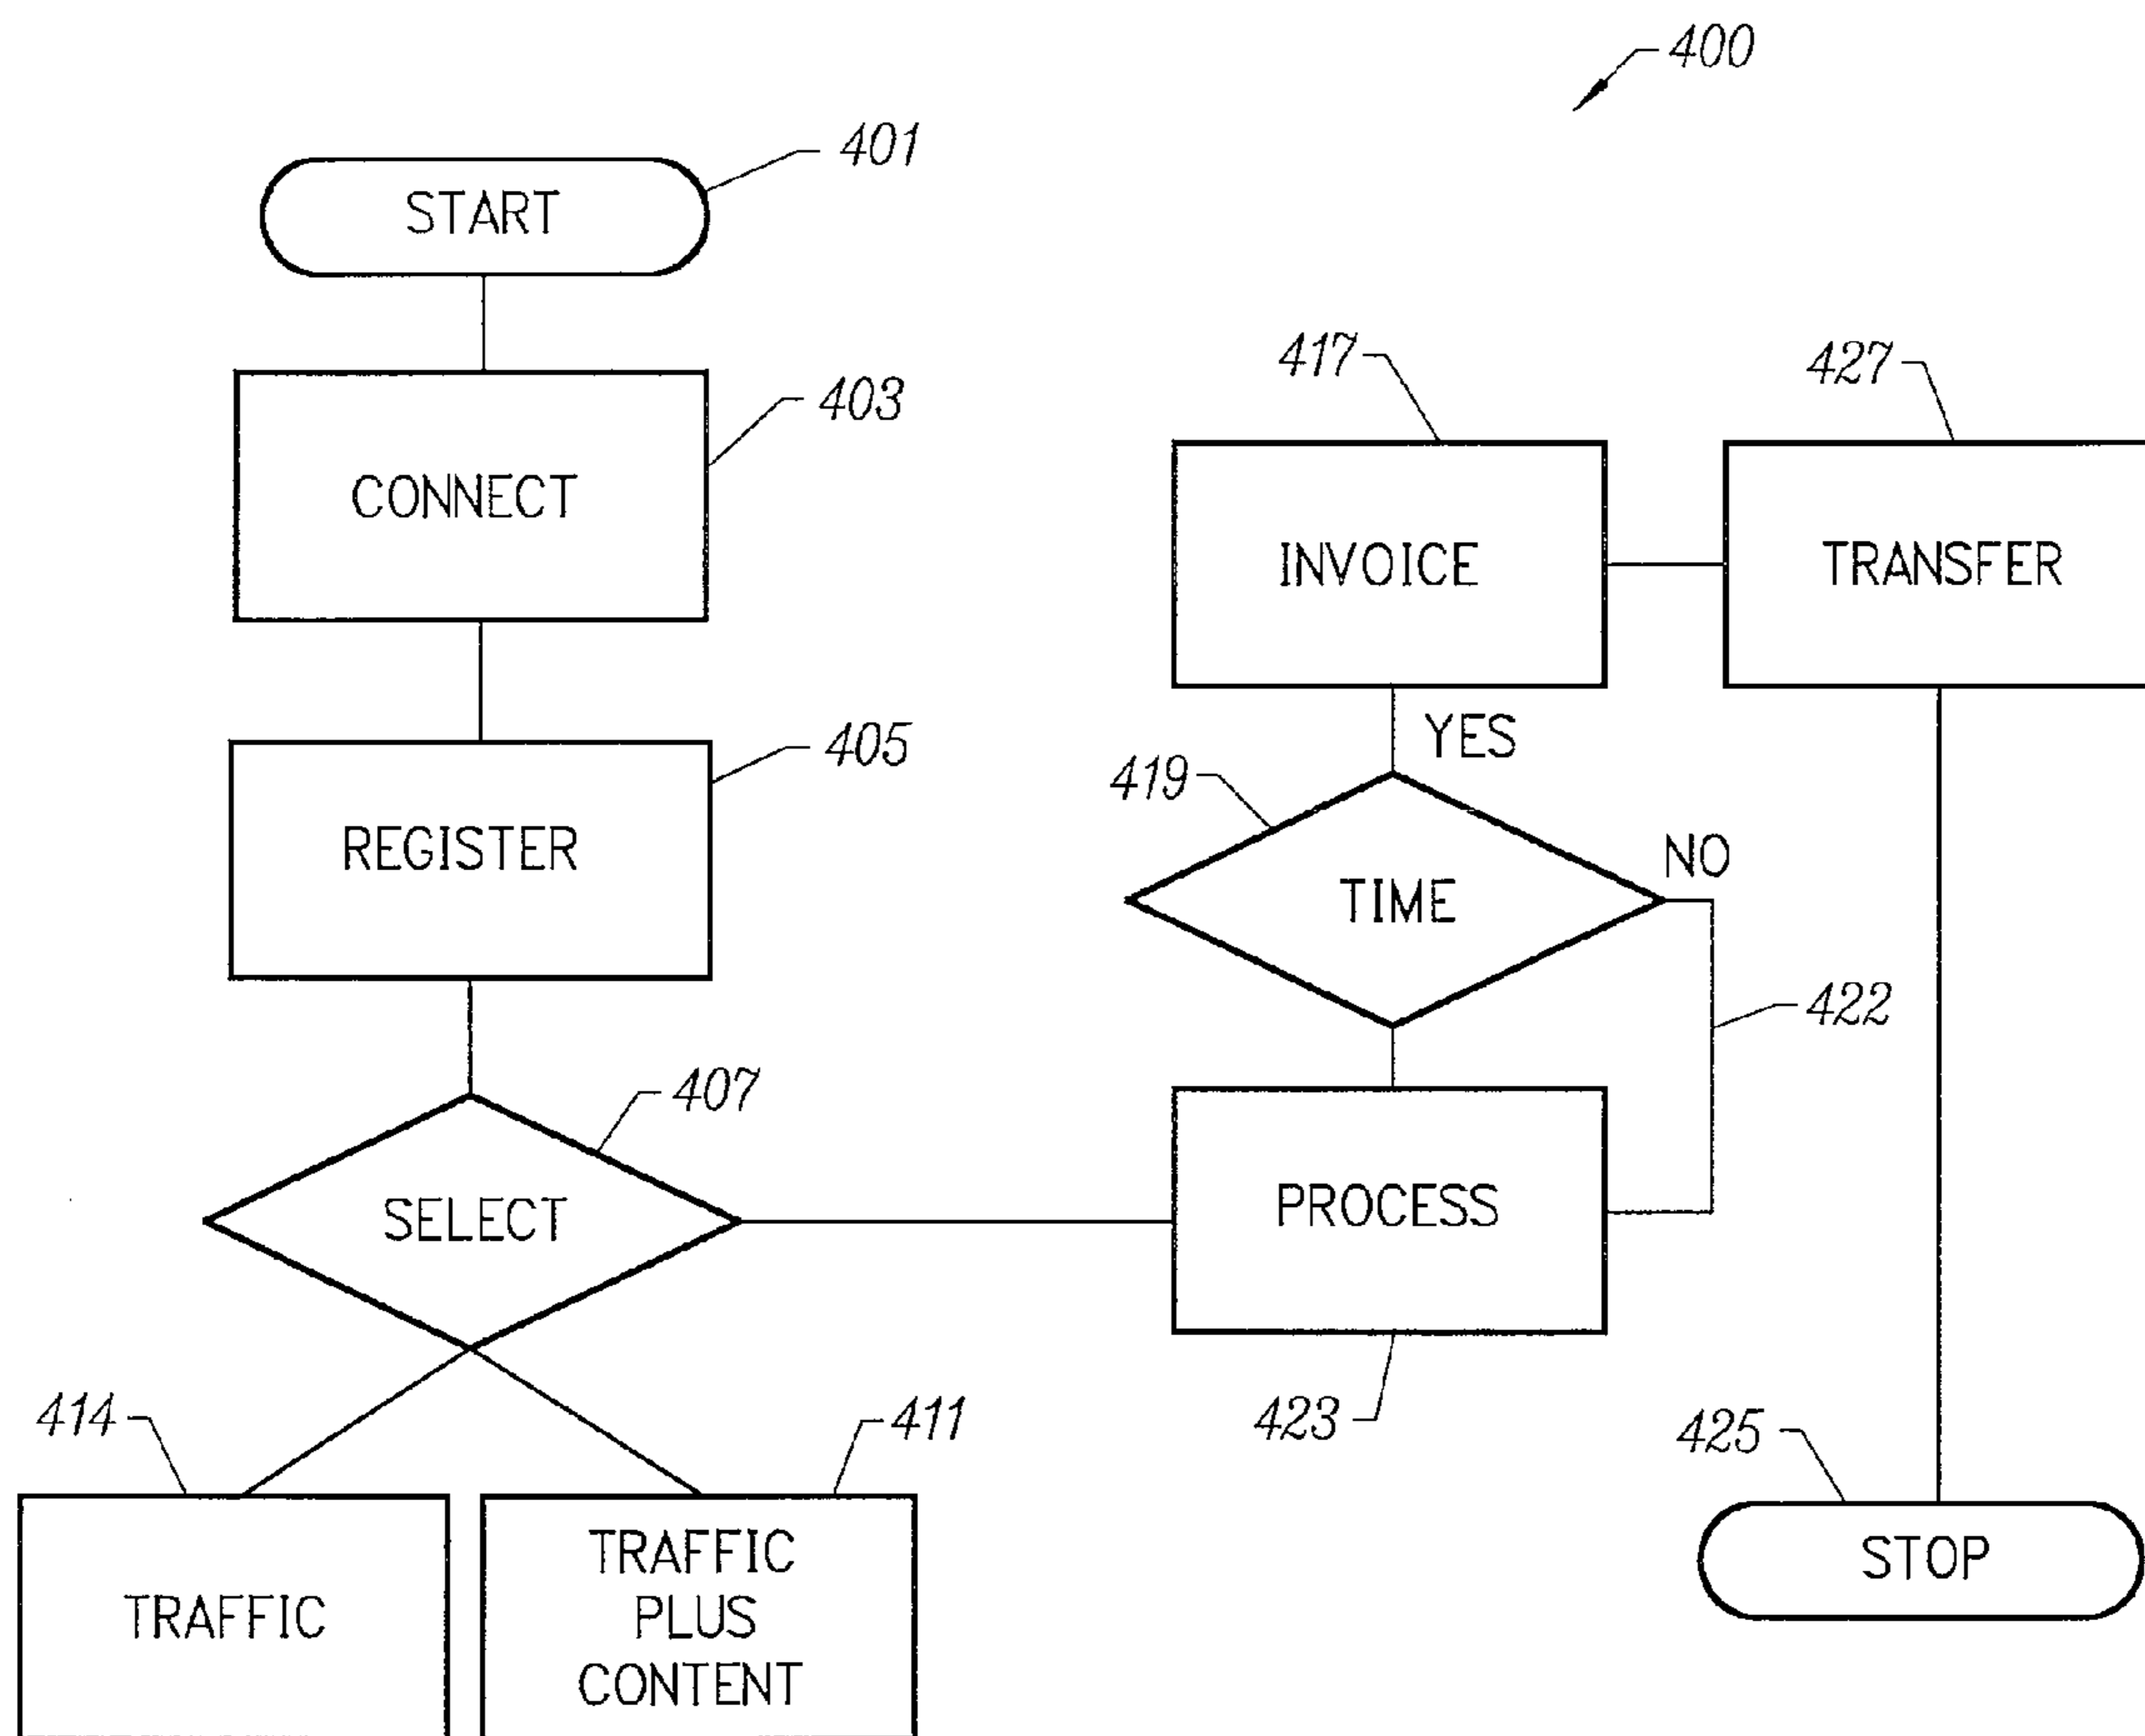 400
401
START
403
CONNECT
405
REGISTER
407
SELECT
414
TRAFFIC
411
TRAFFIC
PLUS
CONTENT
417
INVOICE
427
TRANSFER
YES
419
TIME
NO
422
PROCESS
423
425
STOP